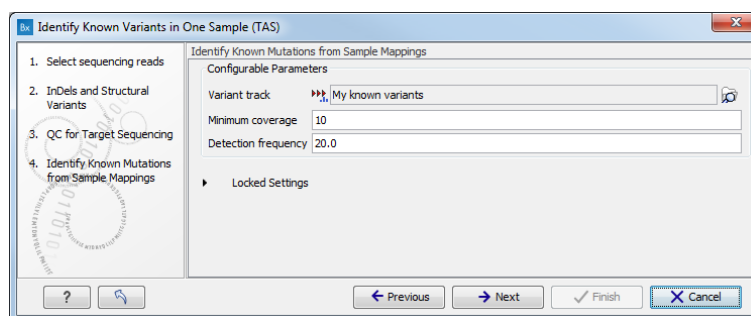 Bx Identify Known Variants in One Sample (TAS)
X
1. Select sequencing reads
2. InDels and Structural
Variants
3. QC for Target Sequencing
4. Identify Known Mutations
from Sample Mappings
Identify Known Mutations from Sample Mappings
Configurable Parameters
Variant track My known variants
Minimum coverage 10
Detection frequency 20.0
Locked Settings
? Previous Next Finish Cancel